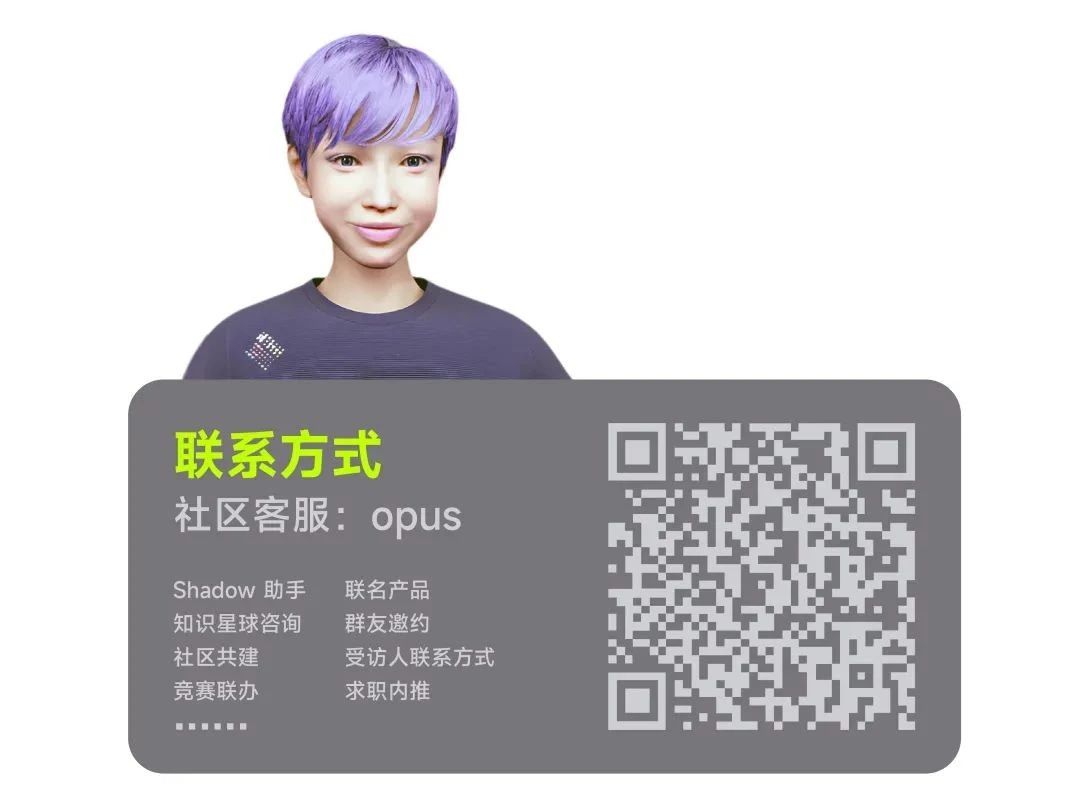 联系方式
社区客服：opus
Shadow 助手
知识星球咨询
社区共建
竞赛联办
联名产品
群友邀约
受访人联系方式
求职内推
······